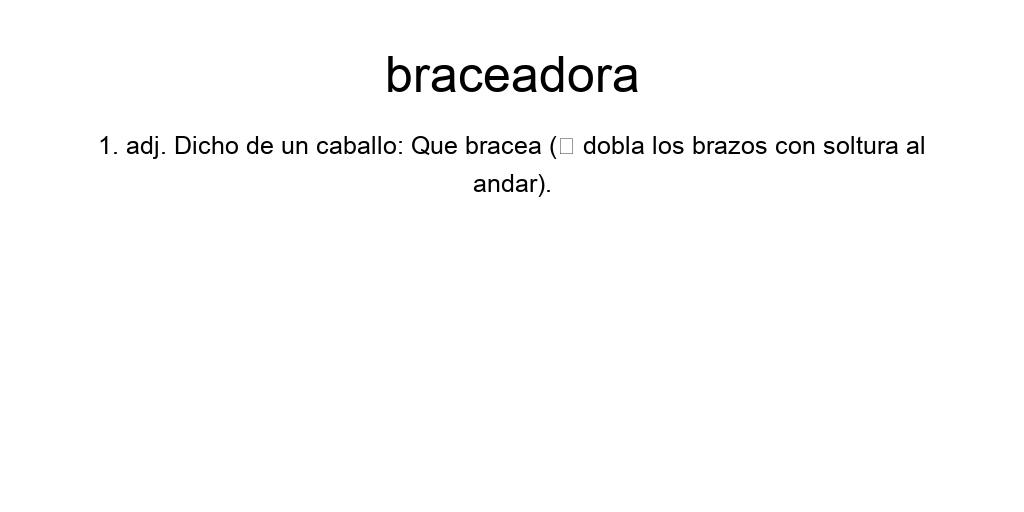 braceadora
1. adj. Dicho de un caballo: Que bracea (□ dobla los brazos con soltura al
andar).